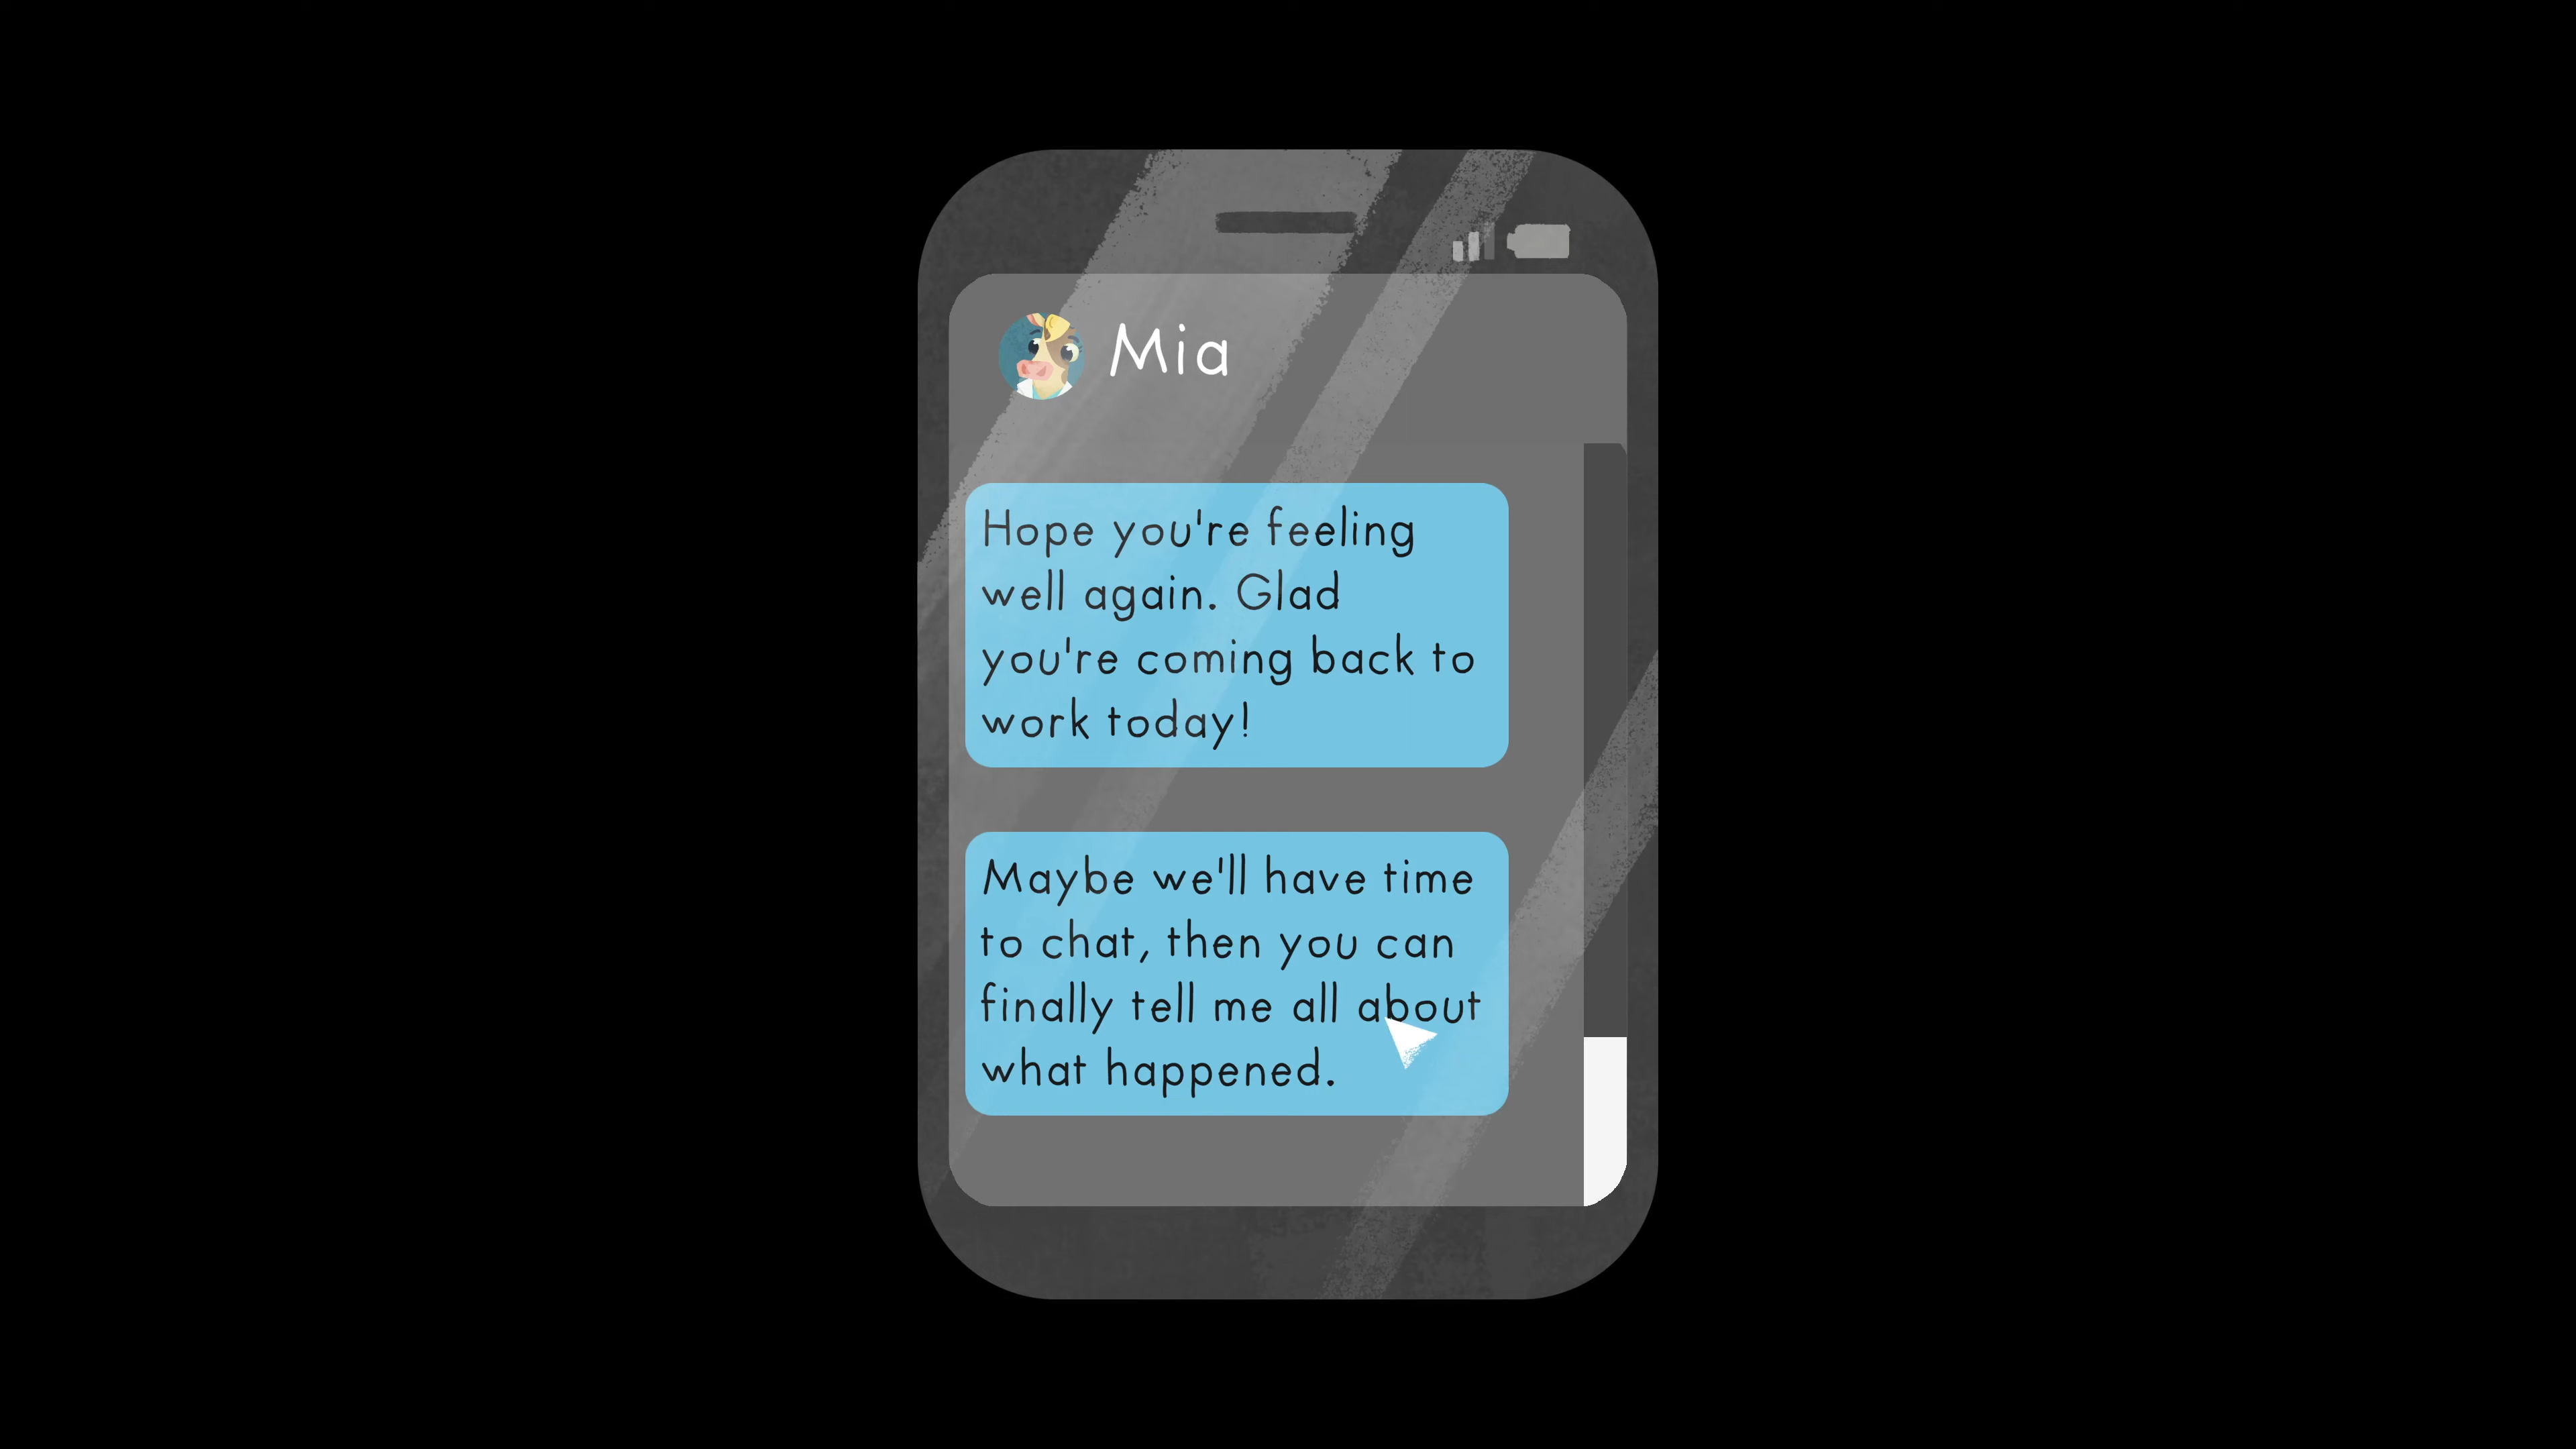 Mia
Hope you're feeling
well again. Glad
you're coming back to
work today!
Maybe we'll have time
to chat, then you can
finally tell me all about
what happened.